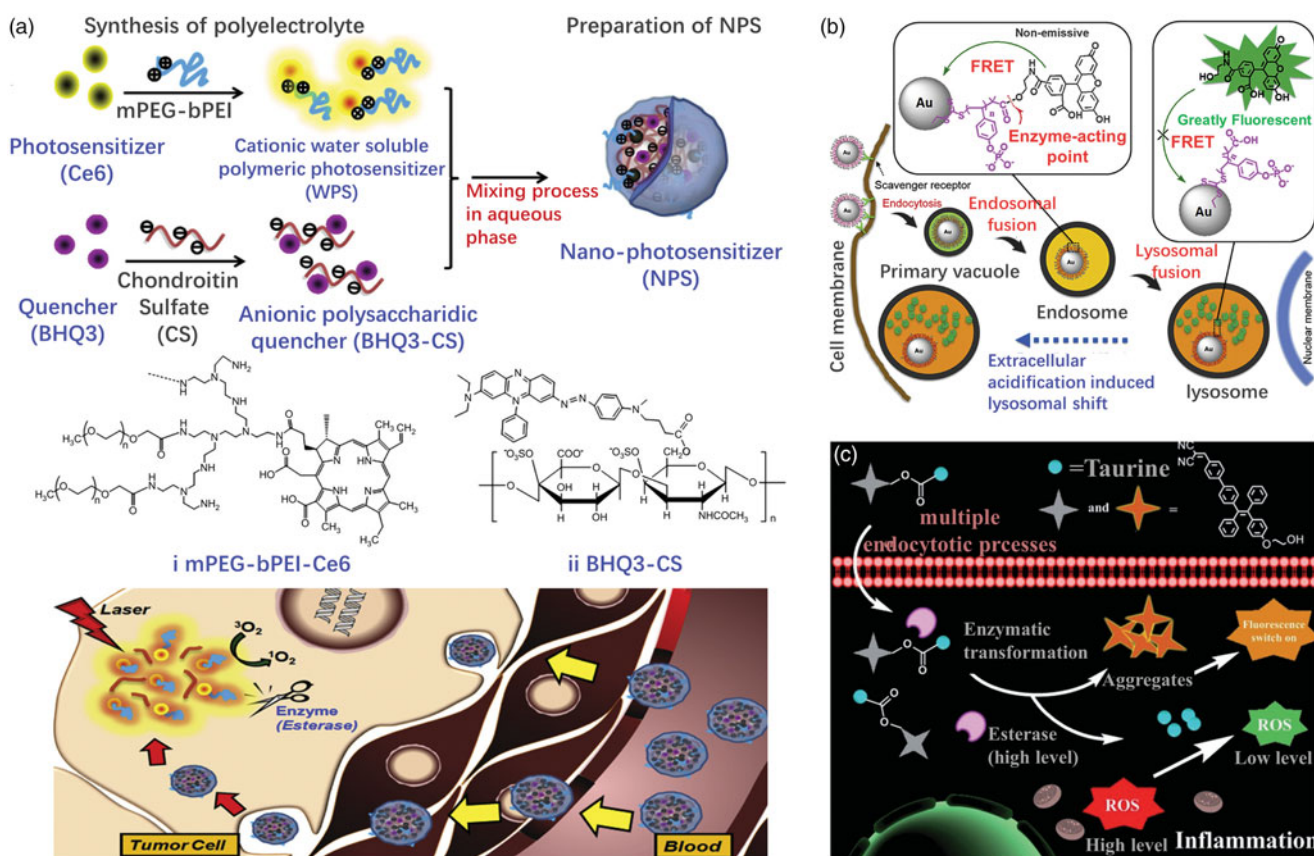 (a)
Synthesis of polyelectrolyte
Preparation of NPS
mPEG-bPEI
Photosensitizer
(Ce6)
Cationic water soluble
polymeric photosensitizer
(WPS)
Mixing process
in aqueous
phase
Nano-photosensitizer
(NPS)
Quencher
(BHQ3)
Chondroitin
Sulfate
(CS)
Anionic polysaccharidic
quencher (BHQ3-CS)
i mPEG-bPEI-Ce6
ii BHQ3-CS
Laser
³O₂
¹O₂
Enzyme
(Esterase)
Tumor Cell
Blood
(b)
Non-emissive
FRET
Au
Enzyme-acting
point
Greatly Fluorescent
FRET
Au
Scavenger receptor
Endocytosis
Endosomal
fusion
Lysosomal
fusion
Primary vacuole
Endosome
lysosome
Cell membrane
Nuclear membrane
Extracellular
acidification induced
lysosomal shift
(c)
=Taurine
and
=
multiple
endocytotic prcesses
Enzymatic
transformation
Aggregates
Fluorescence
switch on
Esterase
(high level)
ROS
Low level
ROS
High level
Inflammation